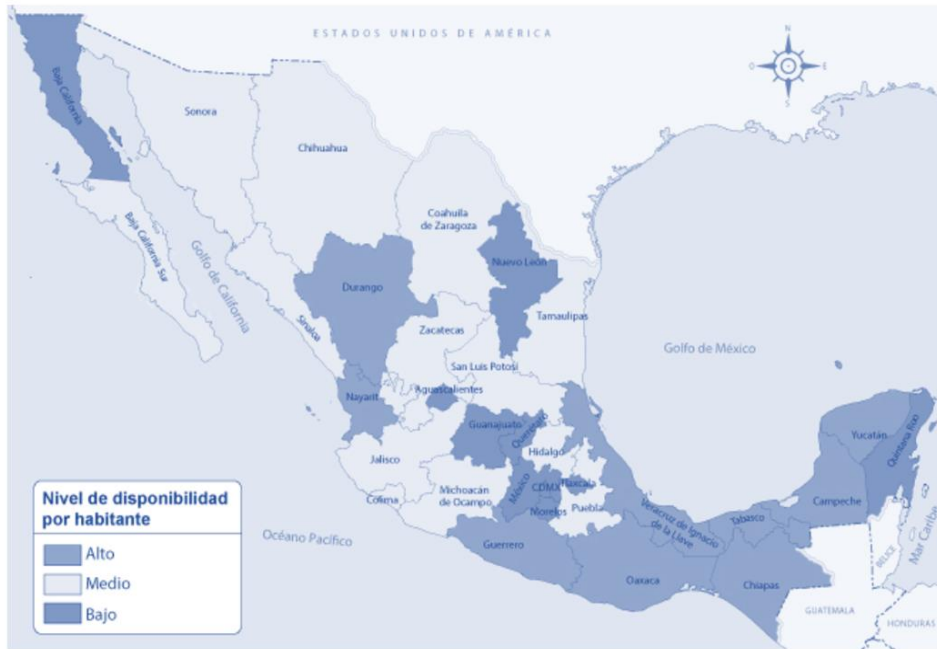 ESTADOS UNIDOS DE AMÉRICA
N
O
E
S
Baja California
Sonora
Chihuahua
Coahuila
de Zaragoza
Baja California Sur
Golfo de California
Nuevo León
Durango
Sinaloa
Tamaulipas
Zacatecas
Golfo de México
San Luis Potosí
Aguascalientes
Nayarit
Guanajuato
Querétaro
Hidalgo
Yucatán
Quintana Roo
Jalisco
Colima
Michoacán
de Ocampo
México
CDMX
Tlaxcala
Morelos
Puebla
Veracruz de Ignacio
de la Llave
Tabasco
Campeche
Guerrero
Oaxaca
Chiapas
Océano Pacífico
BELICE
Mar Caribe
GUATEMALA
HONDURAS
Nivel de disponibilidad
por habitante
Alto
Medio
Bajo